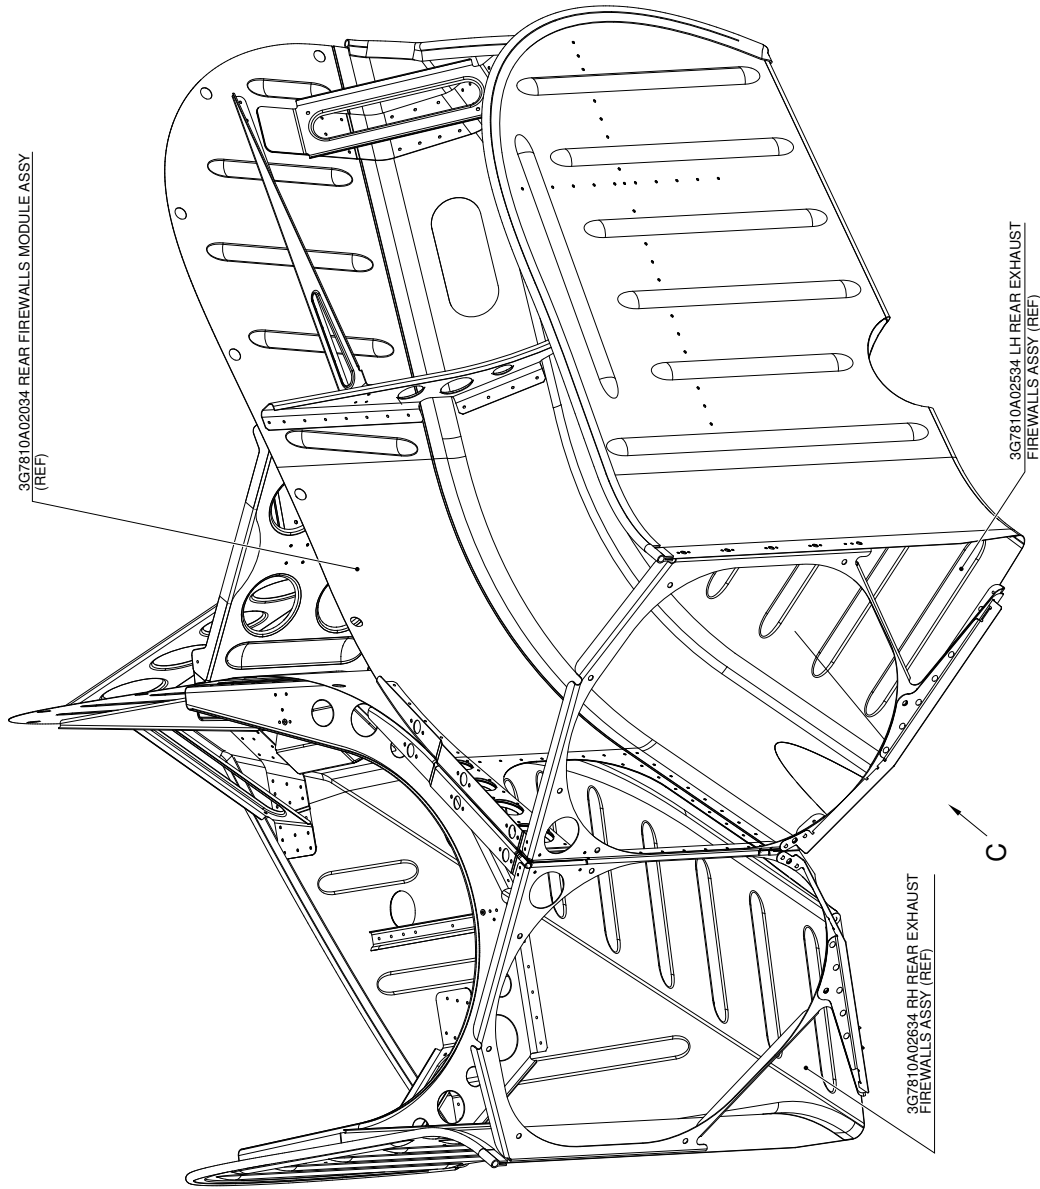 3G7810A02034 REAR FIREWALLS MODULE ASSY
(REF)
3G7810A02534 LH REAR EXHAUST
FIREWALLS ASSY (REF)
C
3G7810A02634 RH REAR EXHAUST
FIREWALLS ASSY (REF)